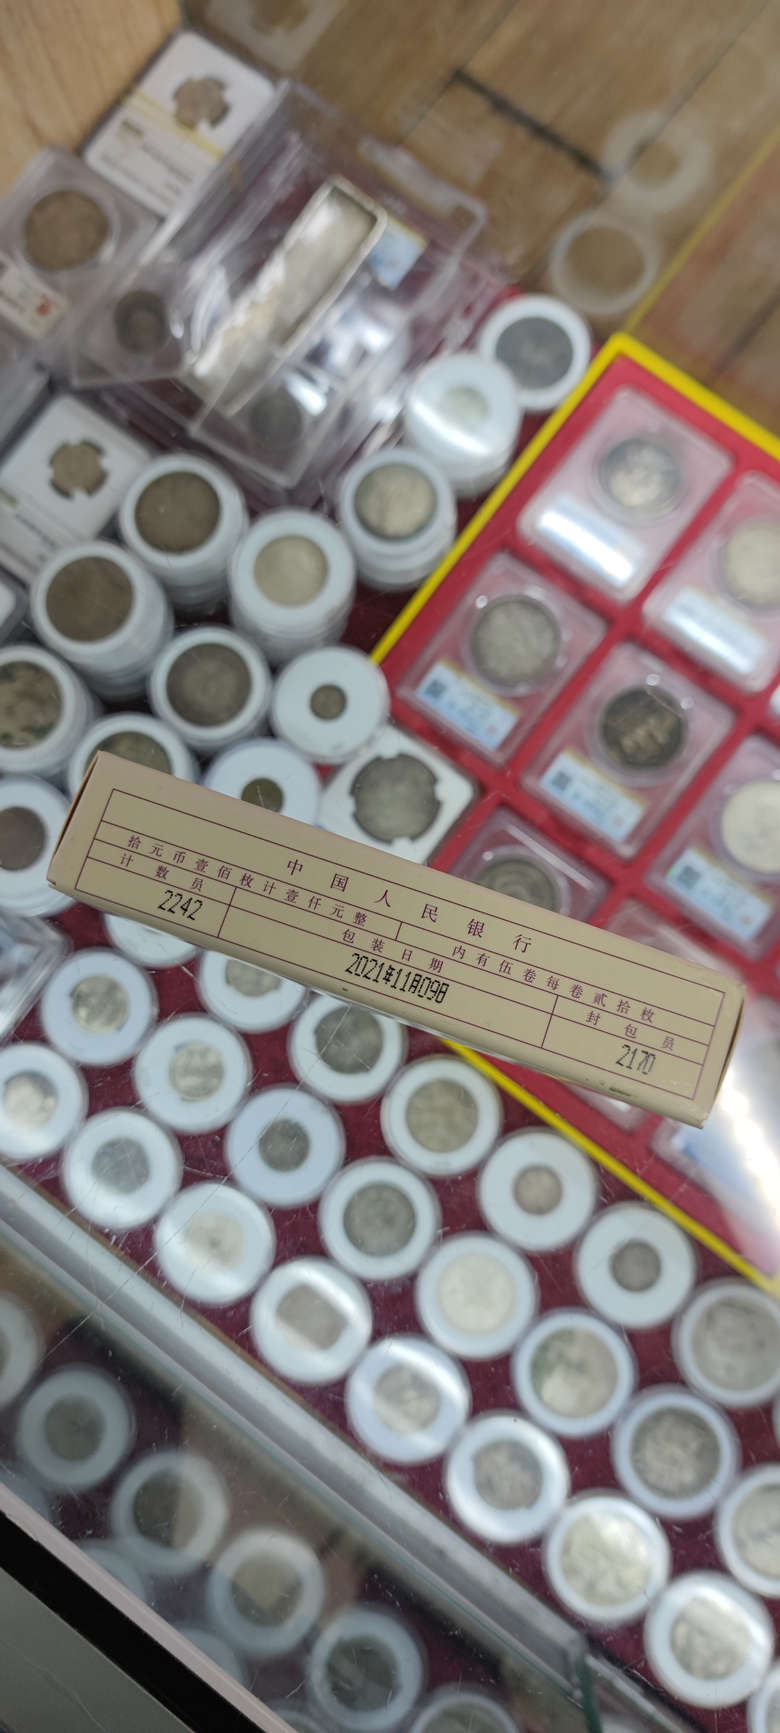 中国人民银行
拾元币壹佰枚计壹仟元整 内有伍卷每卷贰拾枚
计数员 包装日期 封包员
2242 2021年11月09日 2170